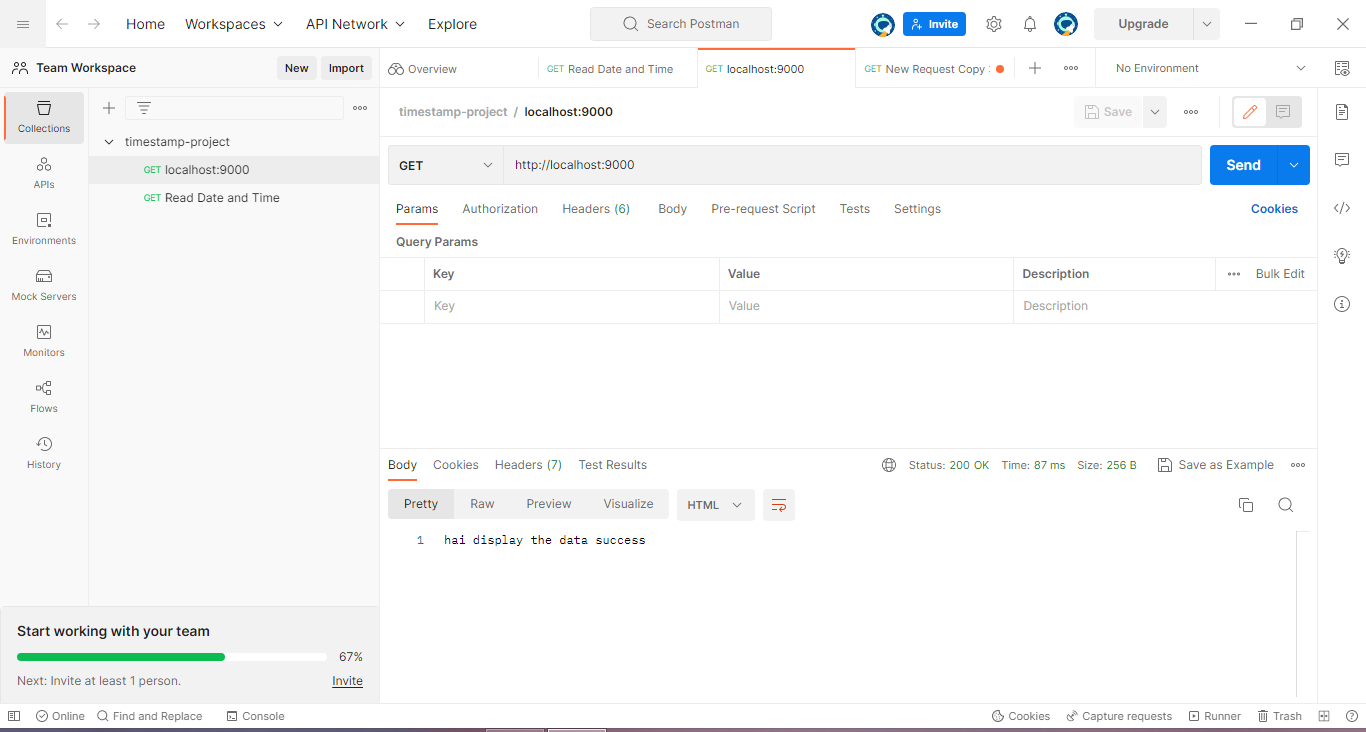 Home Workspaces API Network Explore Search Postman Invite Upgrade
Team Workspace New Import
Overview GET Read Date and Time GET localhost:9000 GET New Request Copy No Environment
Collections
APIs
Environments
Mock Servers
Monitors
Flows
History
timestamp-project
GET localhost:9000
GET Read Date and Time
timestamp-project / localhost:9000 Save
GET http://localhost:9000 Send
Params Authorization Headers (6) Body Pre-request Script Tests Settings Cookies
Query Params
Key Value Description Bulk Edit
Key Value Description
Body Cookies Headers (7) Test Results Status: 200 OK Time: 87 ms Size: 256 B Save as Example
Pretty Raw Preview Visualize HTML
1 hai display the data success
Start working with your team
67%
Next: Invite at least 1 person. Invite
Online Find and Replace Console Cookies Capture requests Runner Trash